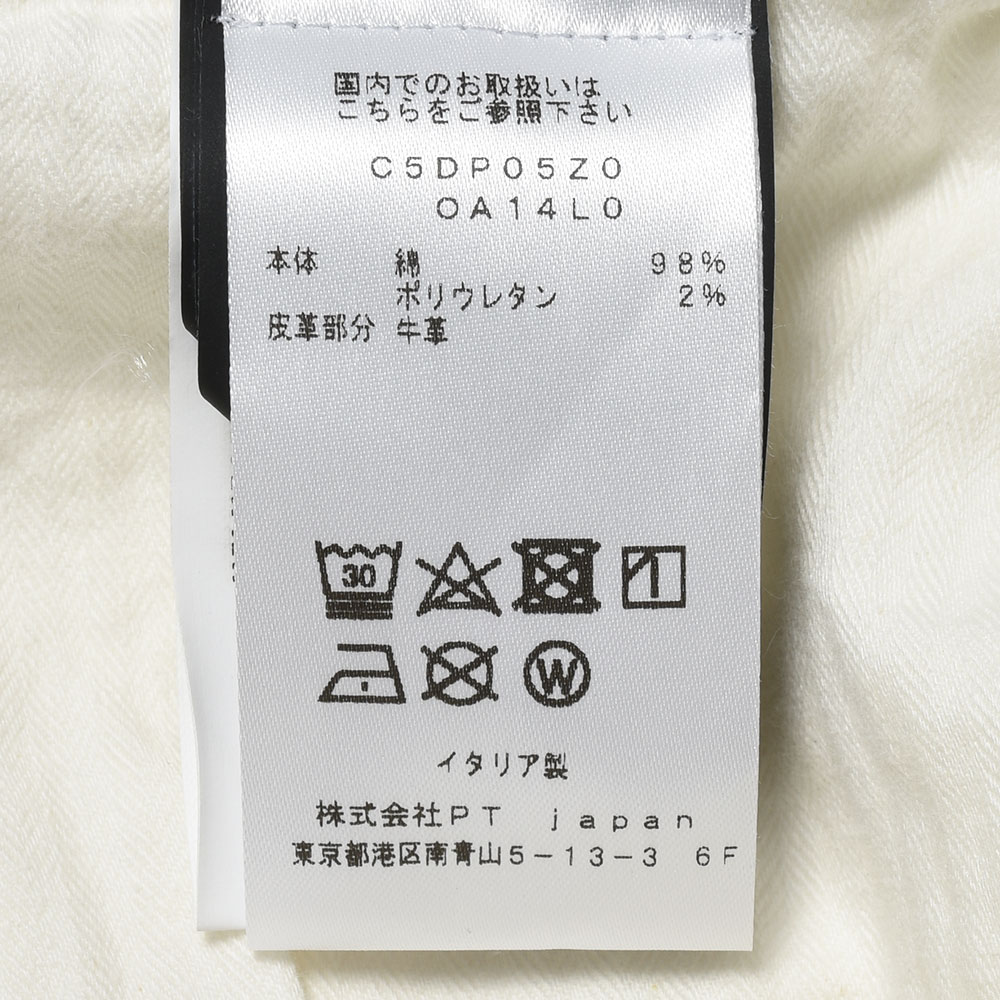 国内でのお取扱いは
こちらをご参照下さい
C5DP05Z0
OA14L0
本体 綿 98%
ポリウレタン 2%
皮革部分 牛革
30
W
イタリア製
株式会社PT japan
東京都港区南青山5-13-3 6F